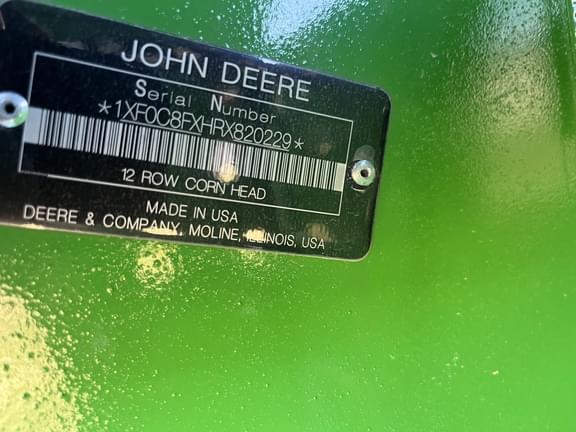 JOHN DEERE
Serial Number
*1XF0C8FXHRX820229*
12 ROW CORN HEAD
MADE IN USA
DEERE & COMPANY, MOLINE, ILLINOIS, USA